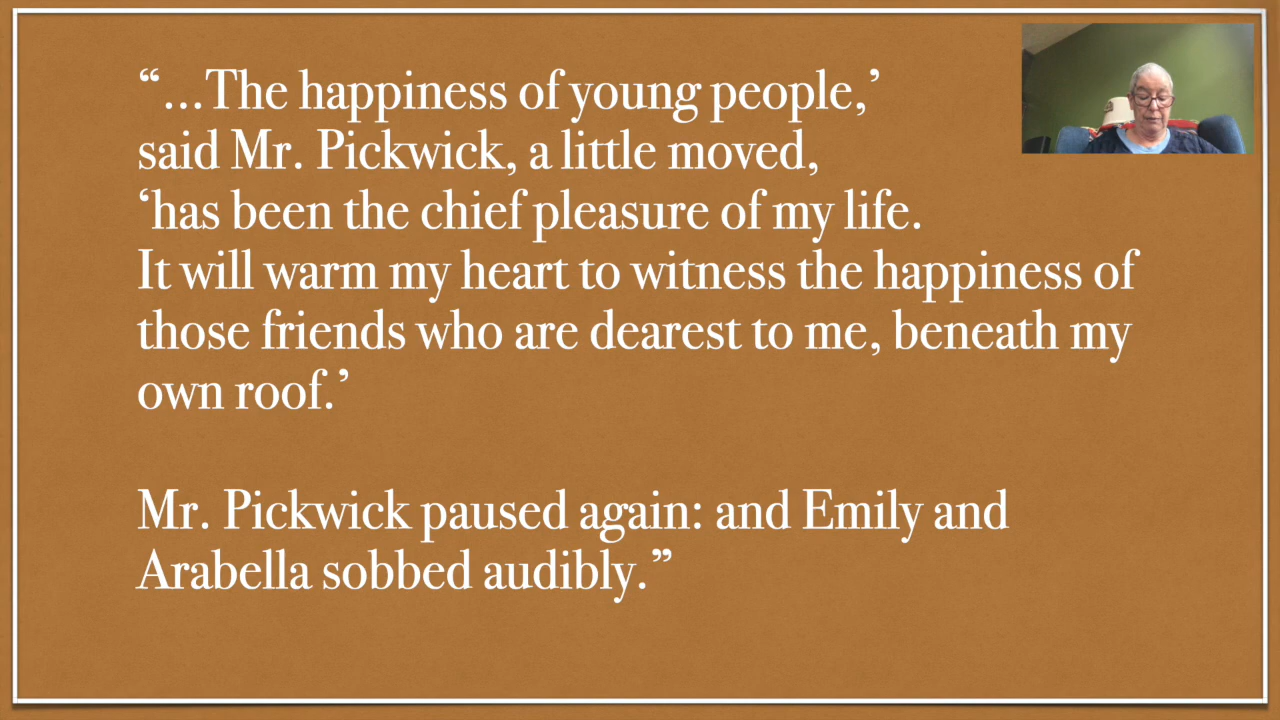 “…The happiness of young people,’
said Mr. Pickwick, a little moved,
‘has been the chief pleasure of my life.
It will warm my heart to witness the happiness of
those friends who are dearest to me, beneath my
own roof.’
Mr. Pickwick paused again: and Emily and
Arabella sobbed audibly.”